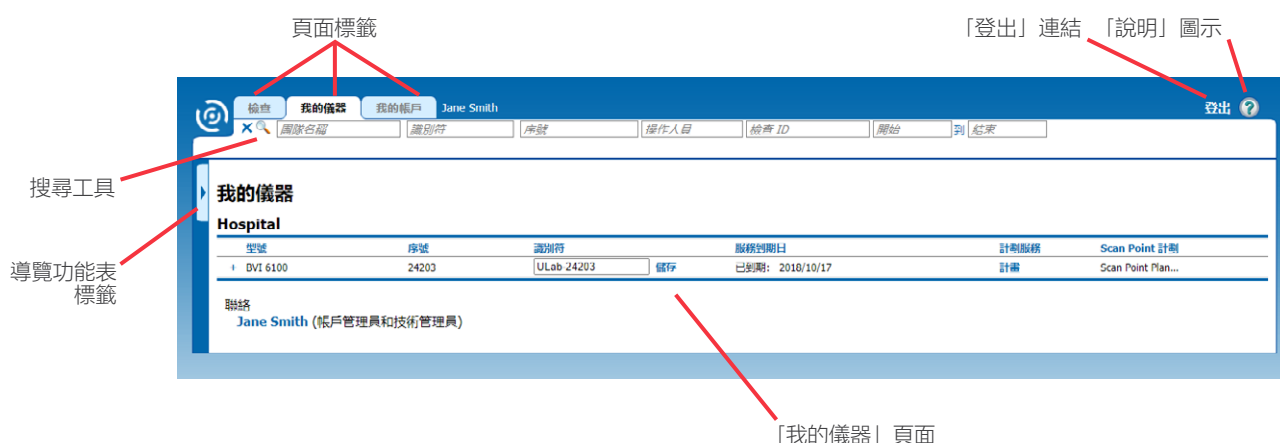 頁面標籤
「登出」連結 「說明」圖示
檢查 我的儀器 我的帳戶 Jane Smith 登出 ?
團隊名稱 識別符 序號 操作人員 檢查 ID 開始 到 結束
搜尋工具
我的儀器
Hospital
型號 序號 識別符 服務到期日 計劃服務 Scan Point 計劃
導覽功能表
標籤
+ BVI 6100 24203 ULab-24203 儲存 已到期: 2018/10/17 計畫 Scan Point Plan...
聯絡
Jane Smith (帳戶管理員和技術管理員)
「我的儀器」頁面